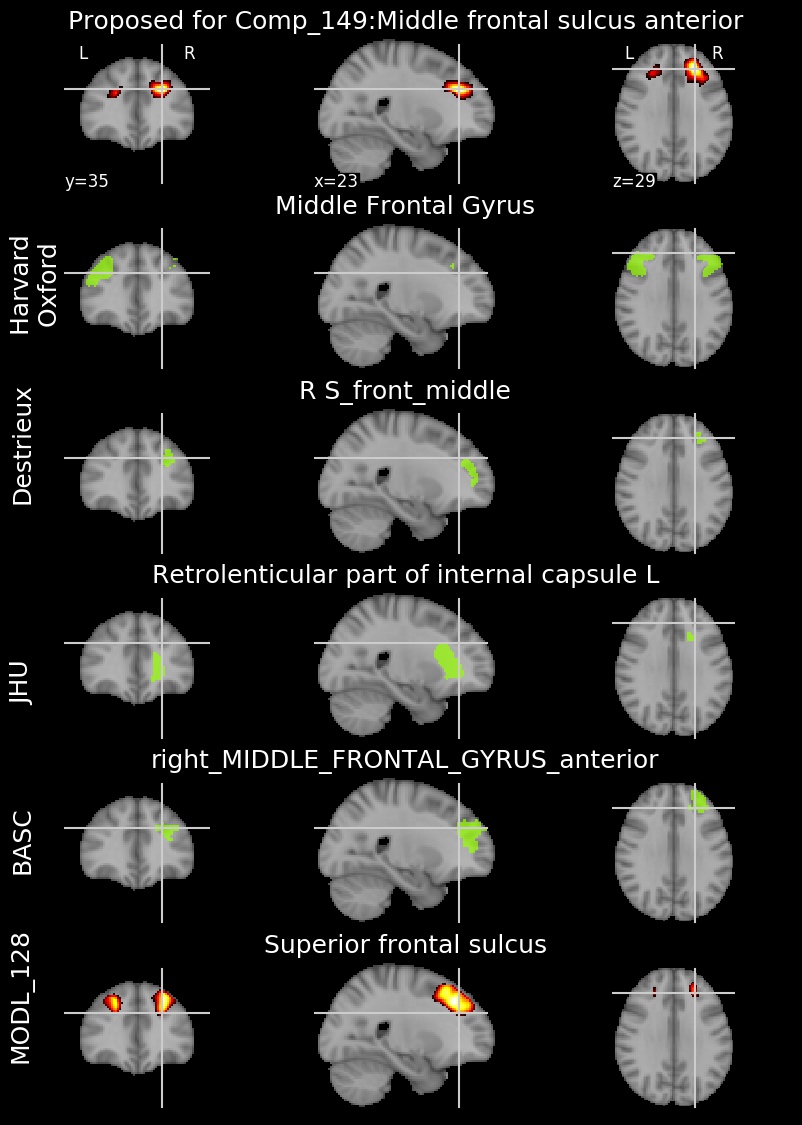 Proposed for Comp_149:Middle frontal sulcus anterior
L R L R
y=35 x=23 z=29
Middle Frontal Gyrus
Harvard
Oxford
R S_front_middle
Destrieux
Retrolenticular part of internal capsule L
JHU
right_MIDDLE_FRONTAL_GYRUS_anterior
BASC
Superior frontal sulcus
MODL_128